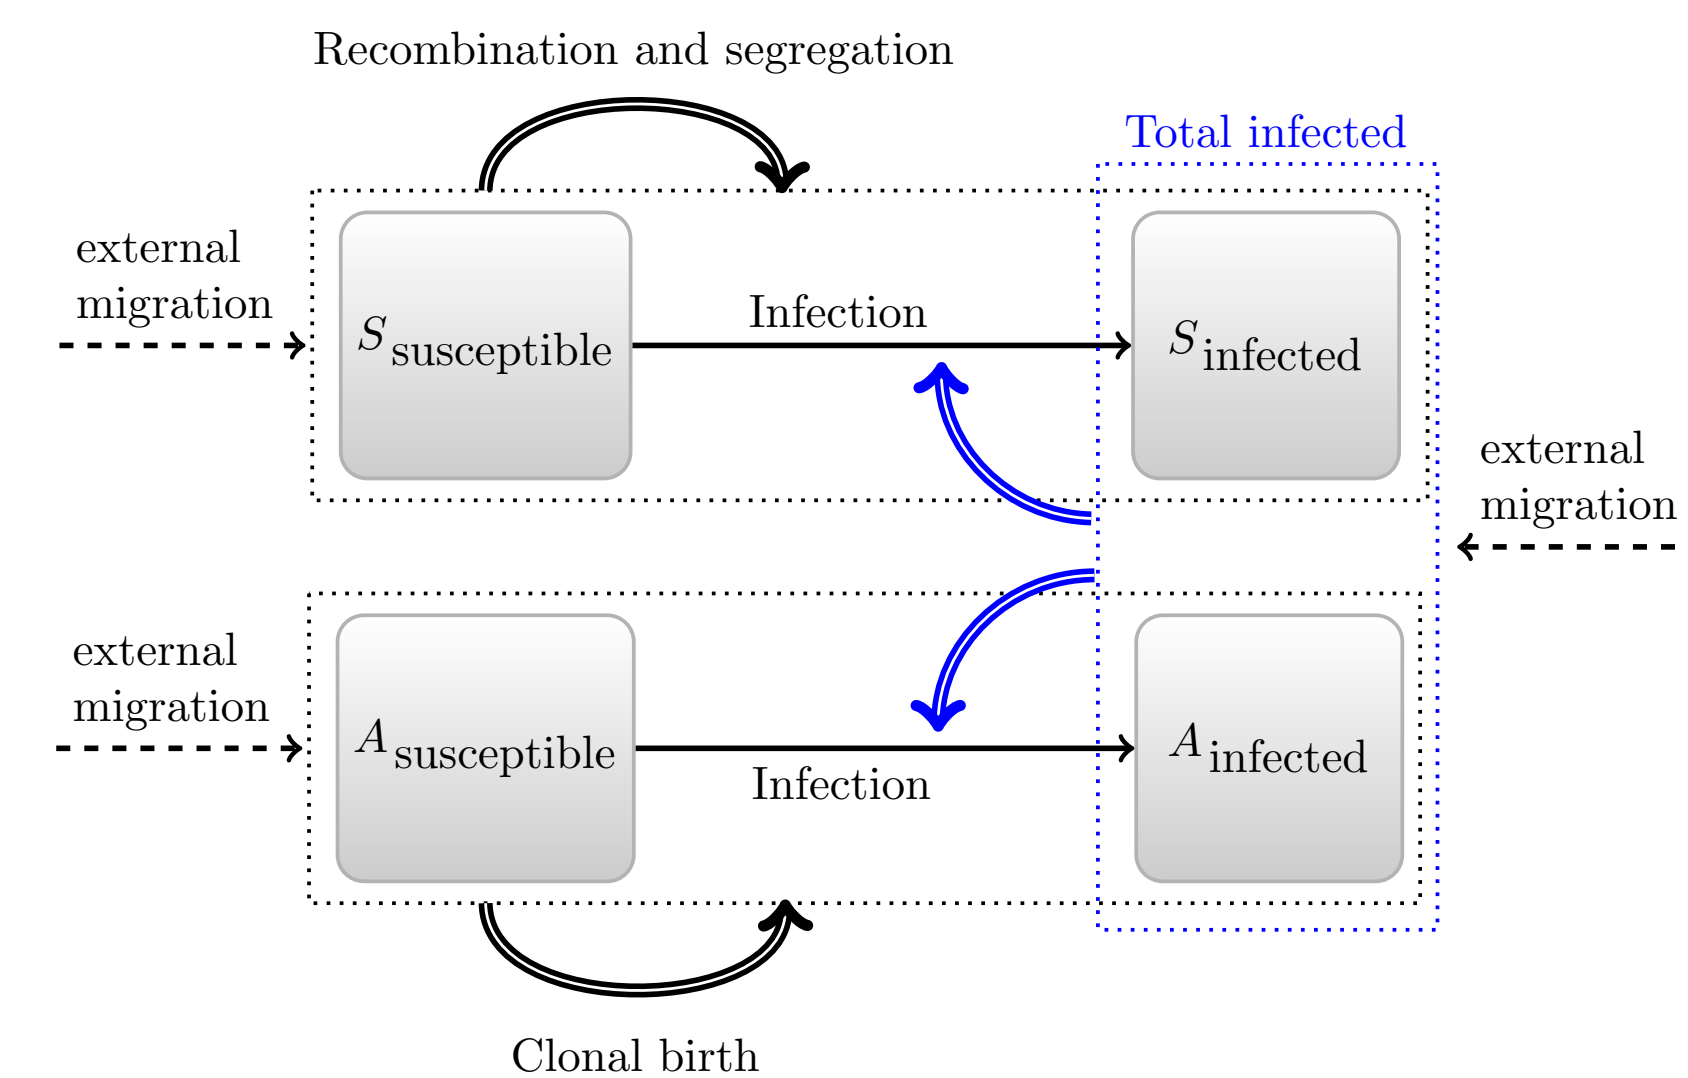 Recombination and segregation
Total infected
external
migration
S susceptible
Infection
S infected
external
migration
external
migration
A susceptible
Infection
A infected
Clonal birth